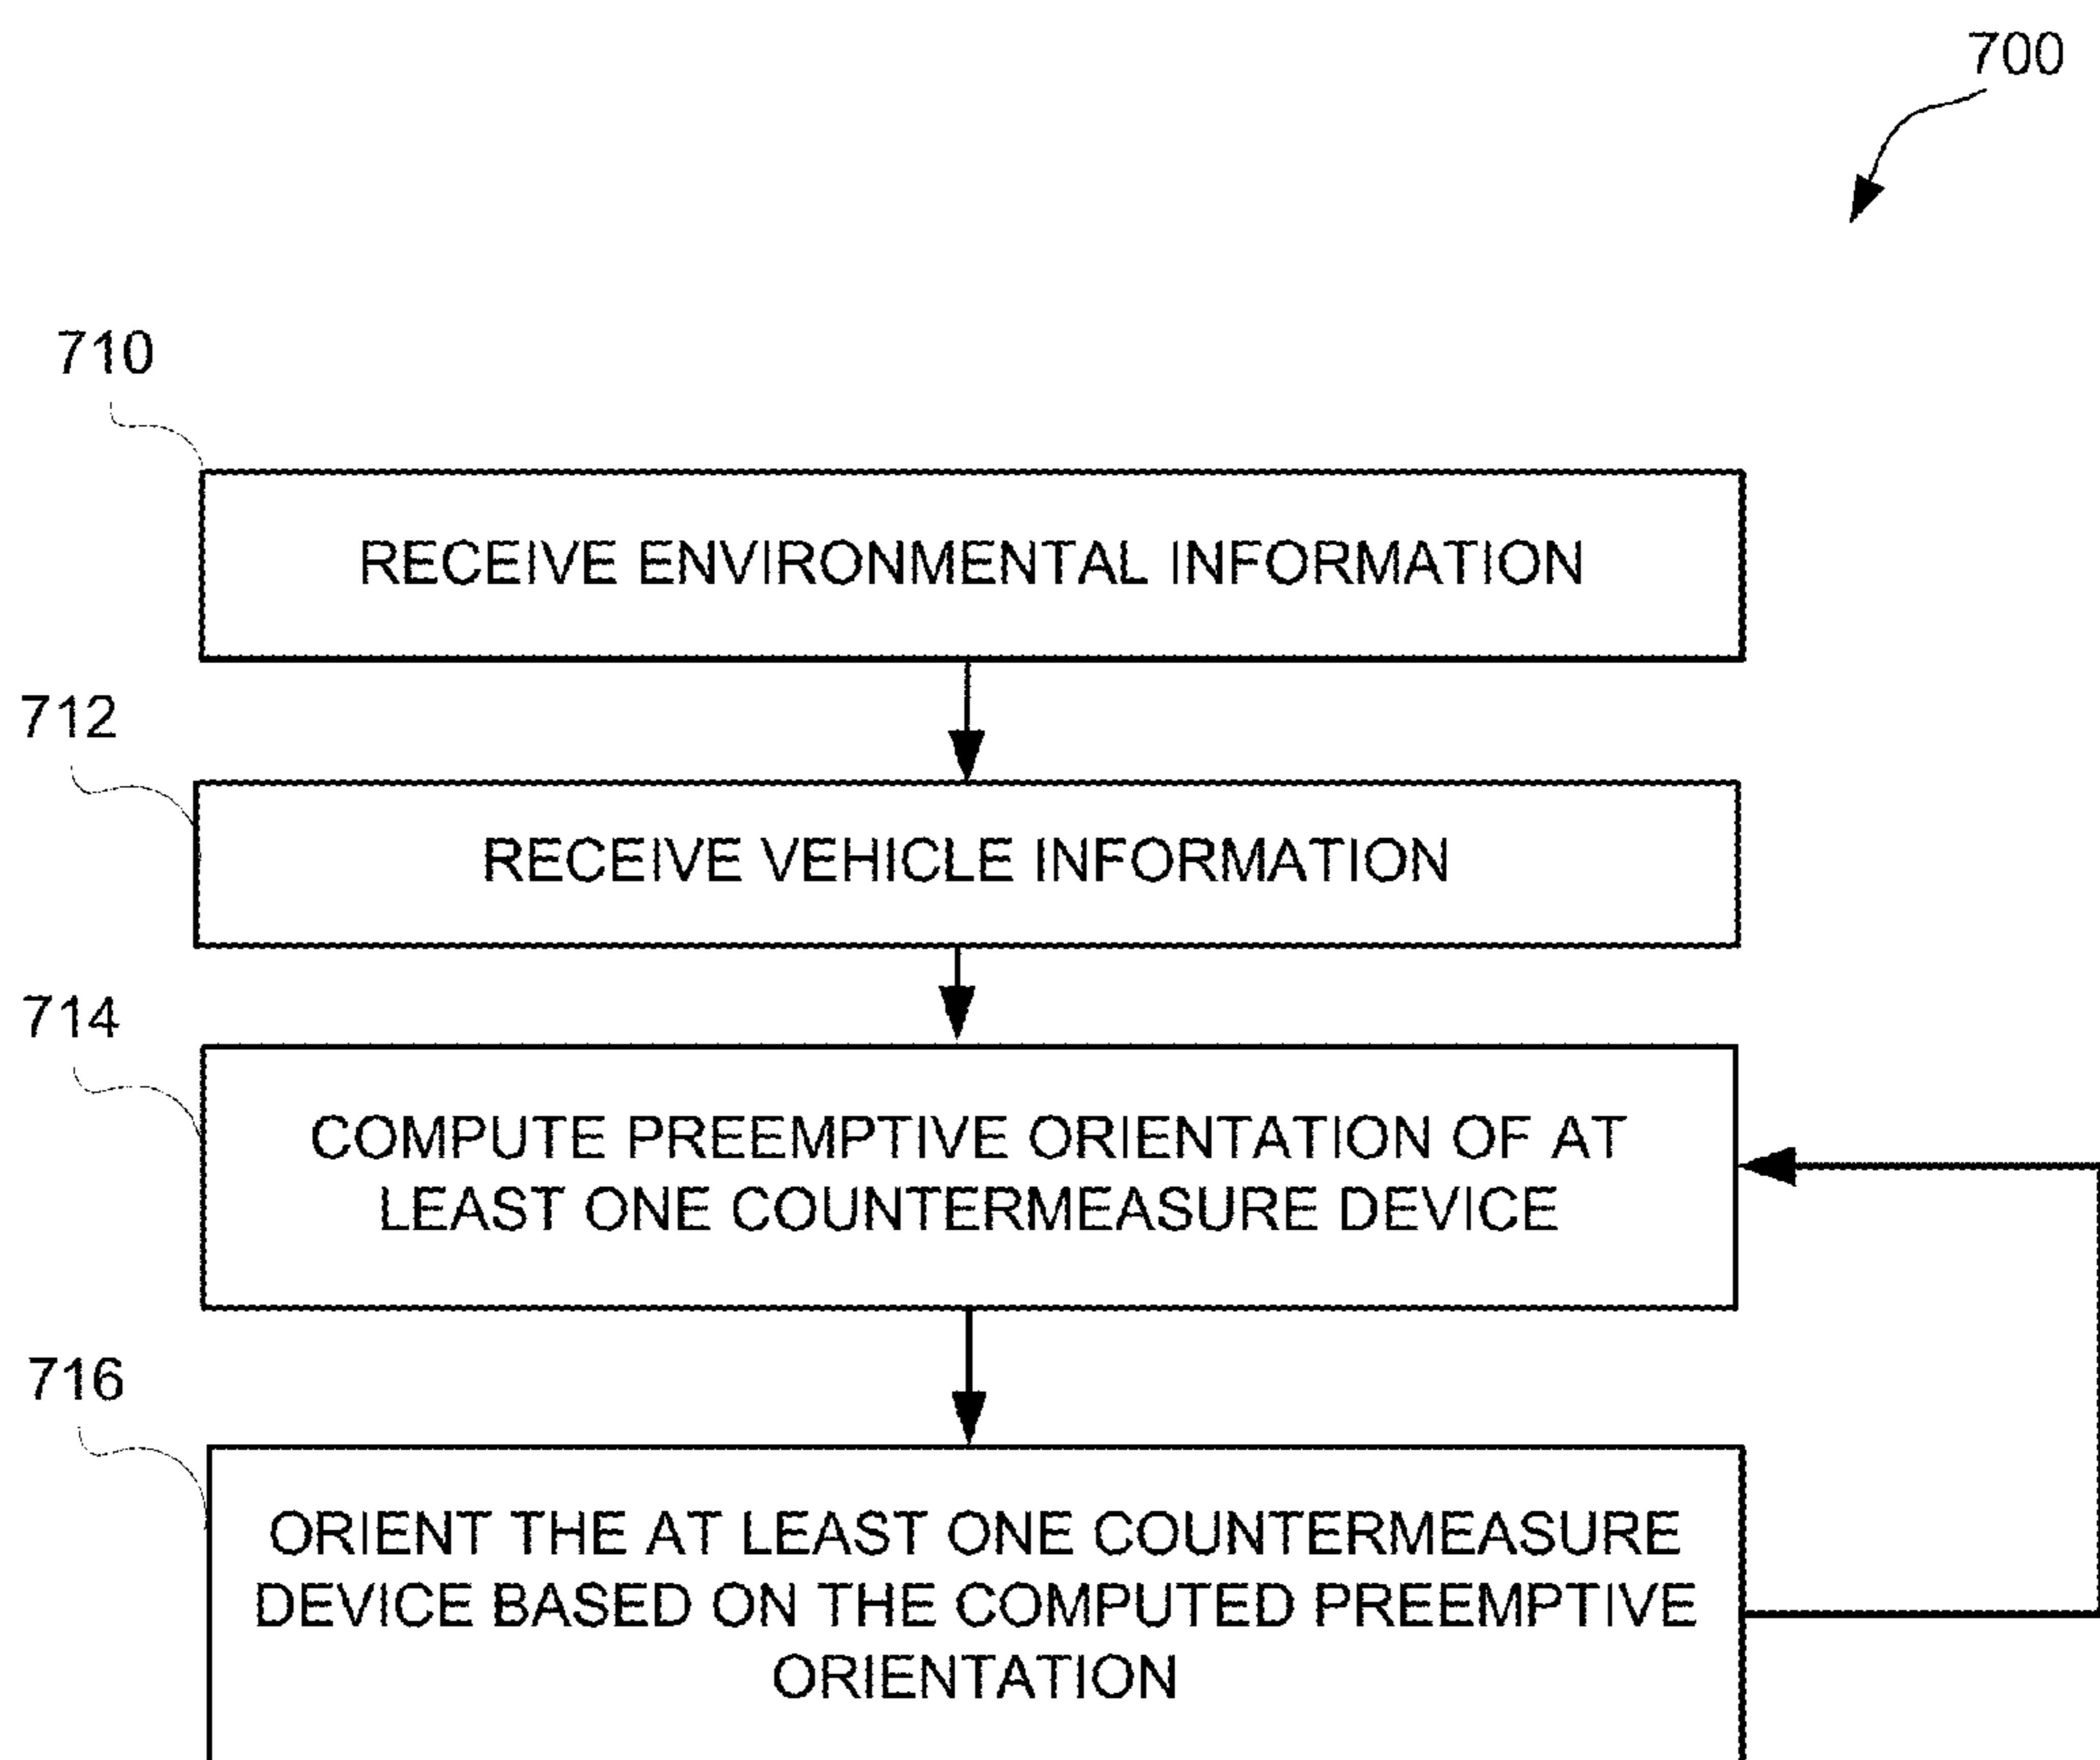 700
710
RECEIVE ENVIRONMENTAL INFORMATION
712
RECEIVE VEHICLE INFORMATION
714
COMPUTE PREEMPTIVE ORIENTATION OF AT
LEAST ONE COUNTERMEASURE DEVICE
716
ORIENT THE AT LEAST ONE COUNTERMEASURE
DEVICE BASED ON THE COMPUTED PREEMPTIVE
ORIENTATION